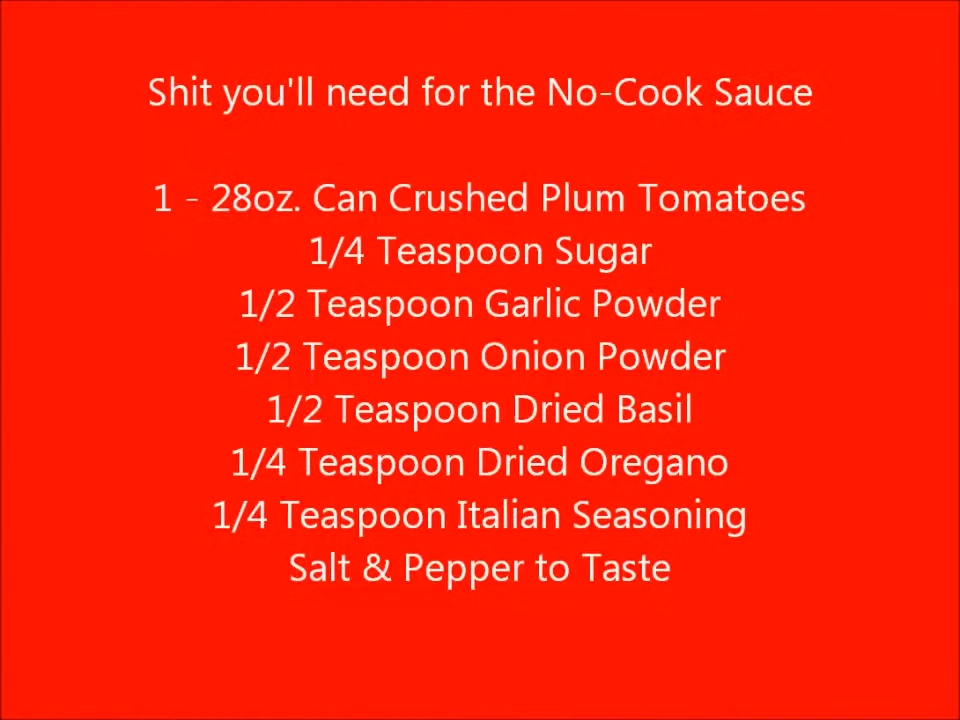 Shit you'll need for the No-Cook Sauce
1 - 28oz. Can Crushed Plum Tomatoes
1/4 Teaspoon Sugar
1/2 Teaspoon Garlic Powder
1/2 Teaspoon Onion Powder
1/2 Teaspoon Dried Basil
1/4 Teaspoon Dried Oregano
1/4 Teaspoon Italian Seasoning
Salt & Pepper to Taste